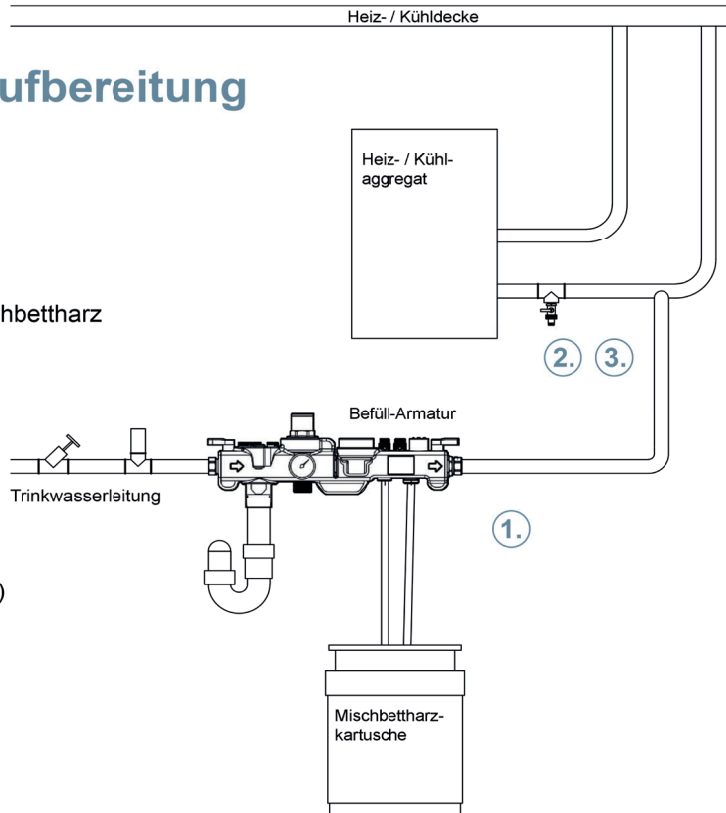 Heiz- / Kühldecke
ufbereitung
Heiz- / Kühl-
aggregat
hbettharz
2. 3.
Befüll-Armatur
Trinkwasserleitung
1.
)
Mischbettharz-
kartusche